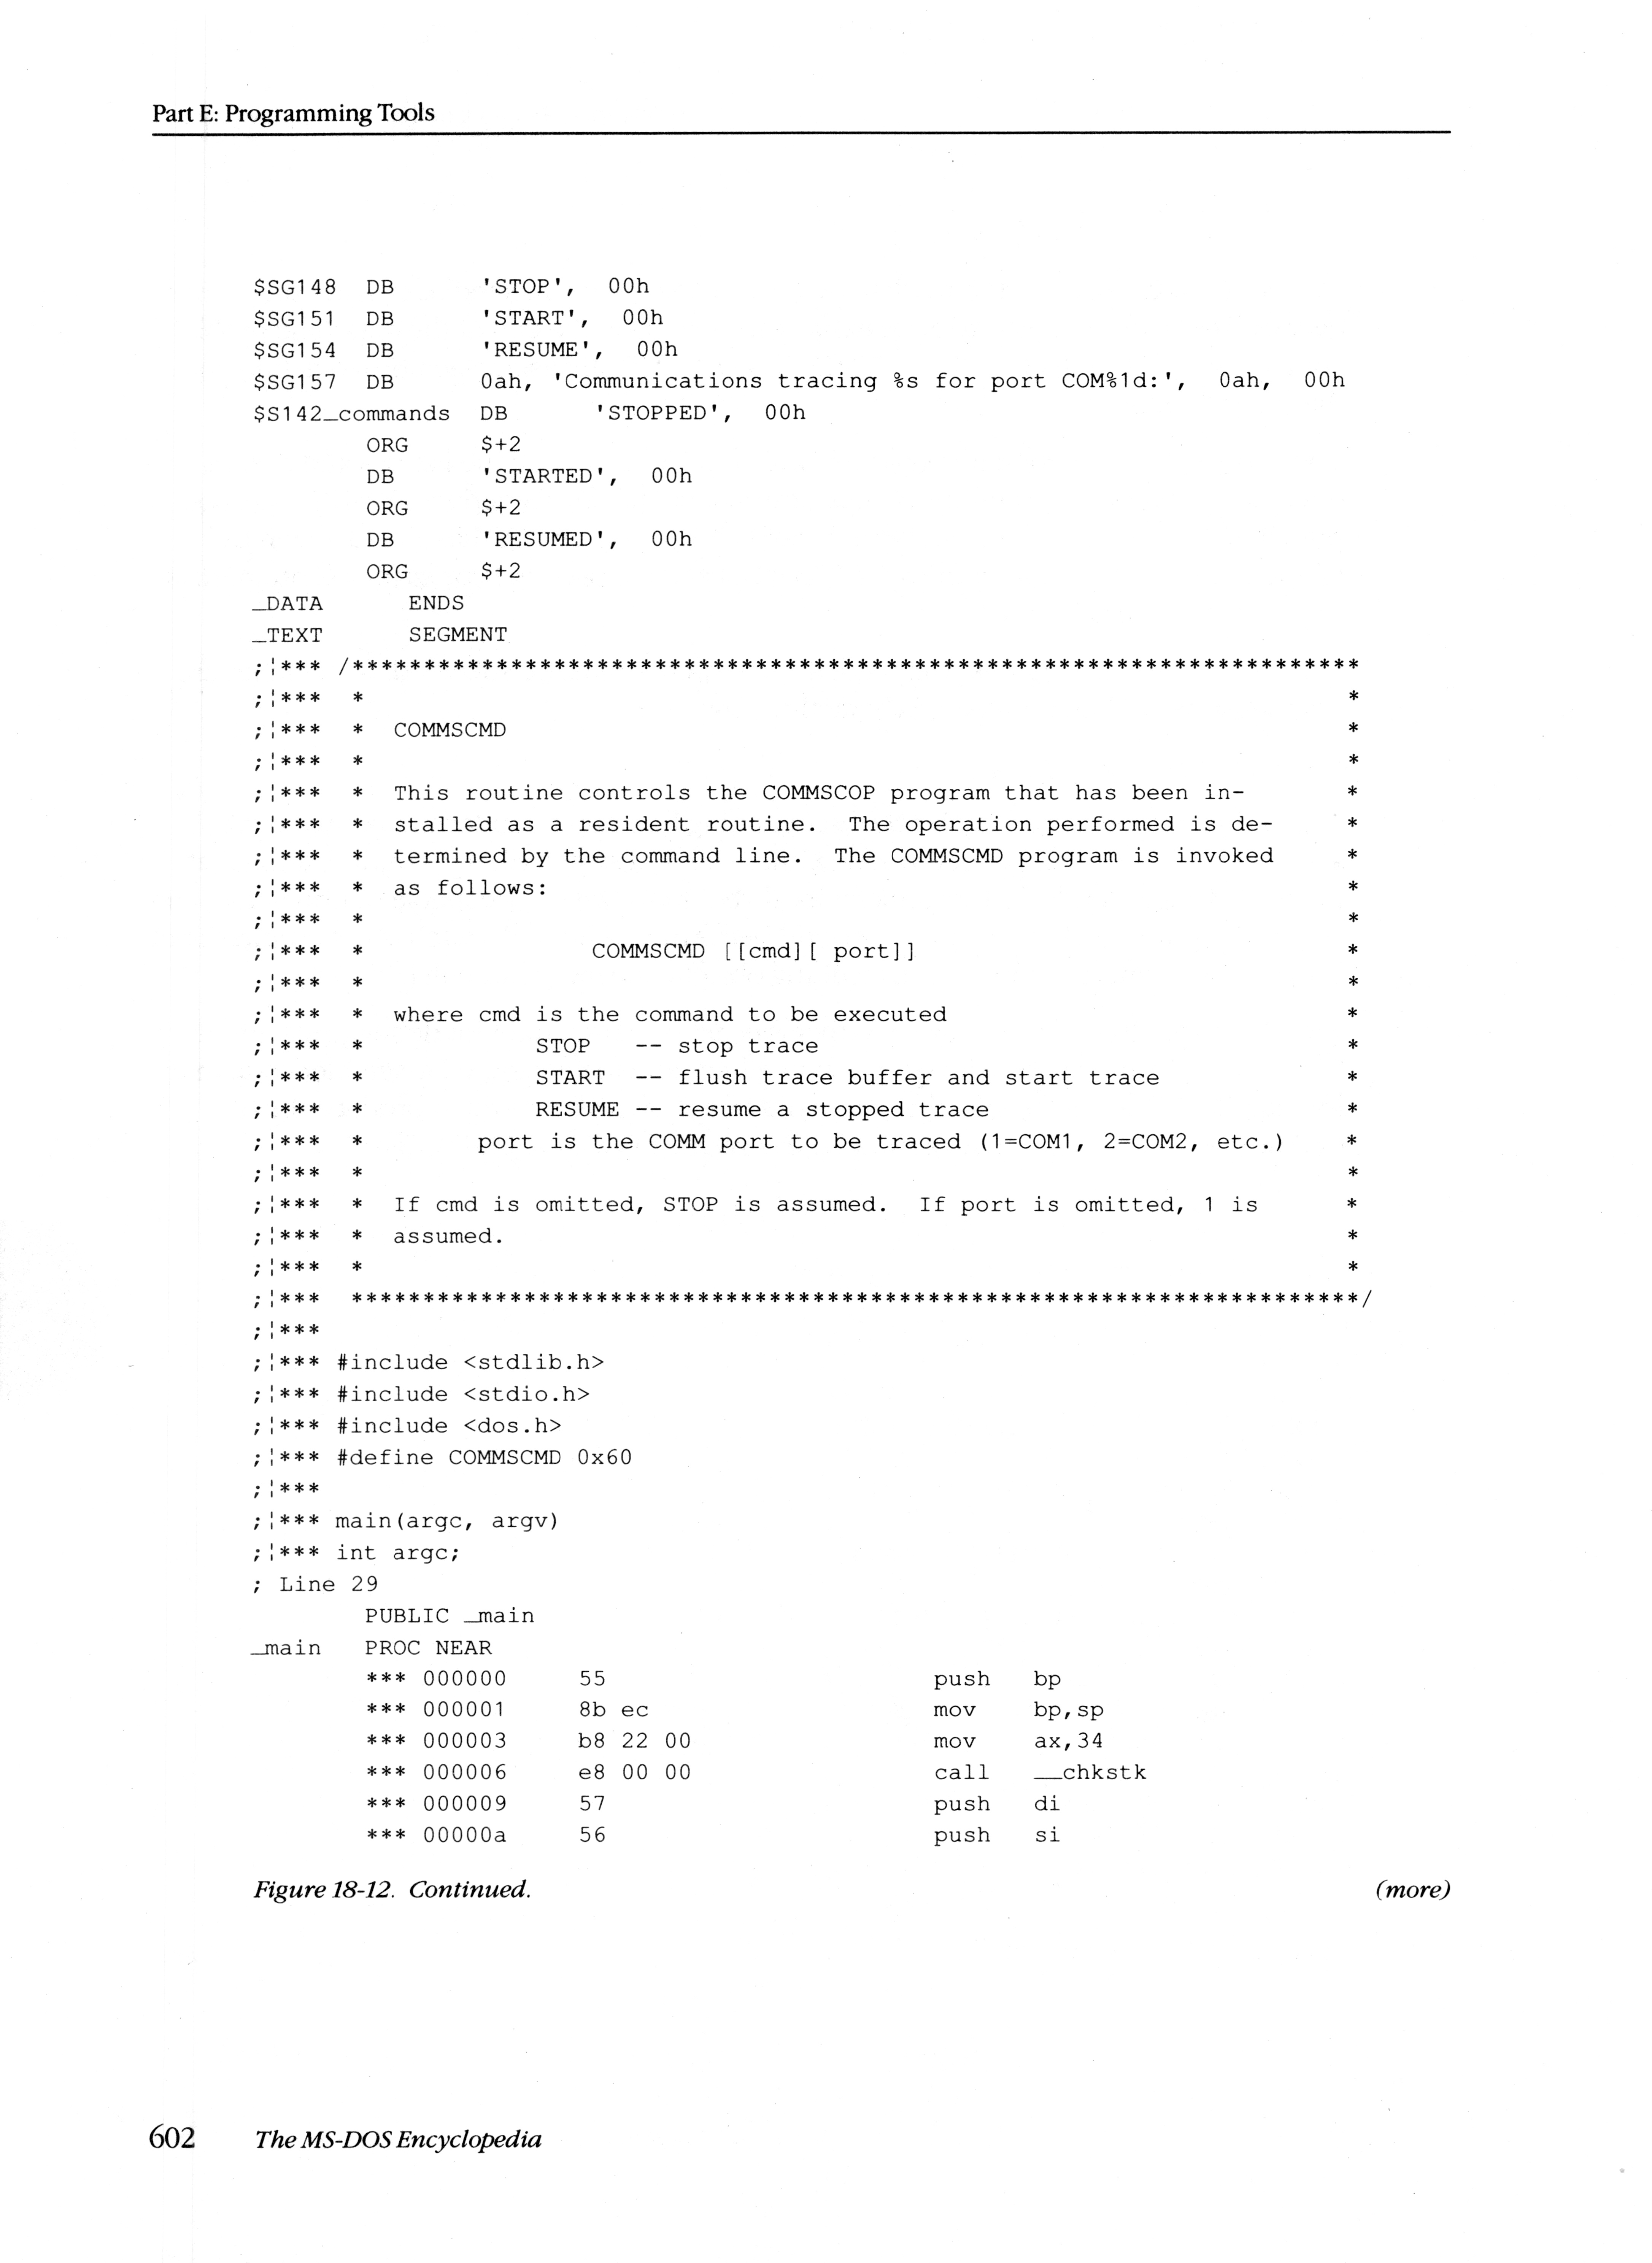 Part E: Programming Tools
$SG148  DB      'STOP',  00h
$SG151  DB      'START',  00h
$SG154  DB      'RESUME',  00h
$SG157  DB      0ah, 'Communications tracing %s for port COM%1d:',  0ah,  00h
$S142_commands  DB      'STOPPED',  00h
        ORG     $+2
        DB      'STARTED',  00h
        ORG     $+2
        DB      'RESUMED',  00h
        ORG     $+2
_DATA      ENDS
_TEXT      SEGMENT
;¦*** /***********************************************************************
;¦***  *                                                                     *
;¦***  *  COMMSCMD                                                           *
;¦***  *                                                                     *
;¦***  *  This routine controls the COMMSCOP program that has been in-       *
;¦***  *  stalled as a resident routine.  The operation performed is de-     *
;¦***  *  termined by the command line.  The COMMSCMD program is invoked     *
;¦***  *  as follows:                                                        *
;¦***  *                                                                     *
;¦***  *                COMMSCMD [[cmd][ port]]                              *
;¦***  *                                                                     *
;¦***  *  where cmd is the command to be executed                            *
;¦***  *            STOP   -- stop trace                                     *
;¦***  *            START  -- flush trace buffer and start trace             *
;¦***  *            RESUME -- resume a stopped trace                         *
;¦***  *        port is the COMM port to be traced (1=COM1, 2=COM2, etc.)    *
;¦***  *                                                                     *
;¦***  *  If cmd is omitted, STOP is assumed.  If port is omitted, 1 is      *
;¦***  *  assumed.                                                           *
;¦***  *                                                                     *
;¦***  ***********************************************************************/
;¦***
;¦*** #include <stdlib.h>
;¦*** #include <stdio.h>
;¦*** #include <dos.h>
;¦*** #define COMMSCMD 0x60
;¦***
;¦*** main(argc, argv)
;¦*** int argc;
; Line 29
        PUBLIC _main
_main   PROC NEAR
        *** 000000     55                       push   bp
        *** 000001     8b ec                    mov    bp,sp
        *** 000003     b8 22 00                 mov    ax,34
        *** 000006     e8 00 00                 call   __chkstk
        *** 000009     57                       push   di
        *** 00000a     56                       push   si
Figure 18-12. Continued. (more)
602 The MS-DOS Encyclopedia